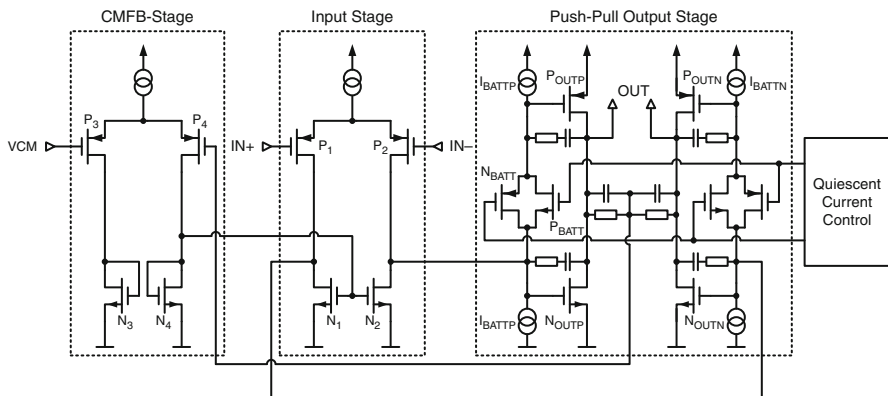 CMFB-Stage
Input Stage
Push-Pull Output Stage
IBATTP
POUTP
OUT
POUTN
IBATTN
P3
P4
VCM
IN+
P1
P2
IN–
NBATT
PBATT
Quiescent
Current
Control
N3
N4
N1
N2
IBATTP
NOUTP
NOUTN